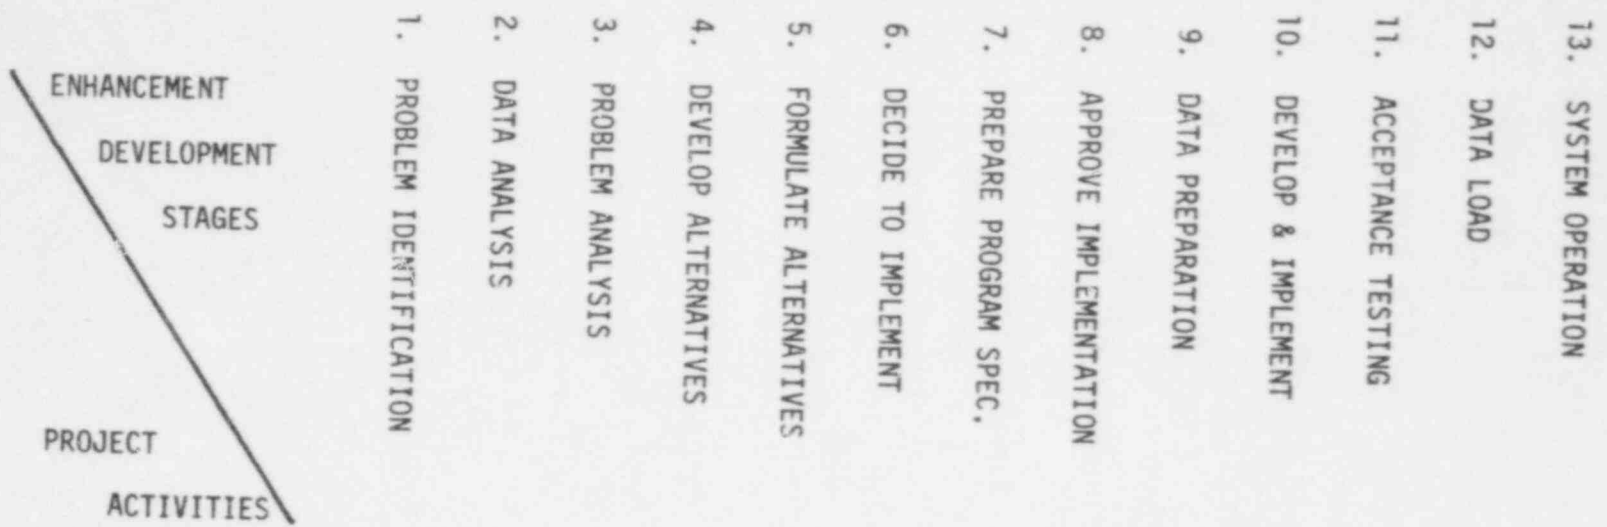 ENHANCEMENT
DEVELOPMENT
STAGES
PROJECT
ACTIVITIES
1. PROBLEM IDENTIFICATION
2. DATA ANALYSIS
3. PROBLEM ANALYSIS
4. DEVELOP ALTERNATIVES
5. FORMULATE ALTERNATIVES
6. DECIDE TO IMPLEMENT
7. PREPARE PROGRAM SPEC.
8. APPROVE IMPLEMENTATION
9. DATA PREPARATION
10. DEVELOP & IMPLEMENT
11. ACCEPTANCE TESTING
12. DATA LOAD
13. SYSTEM OPERATION